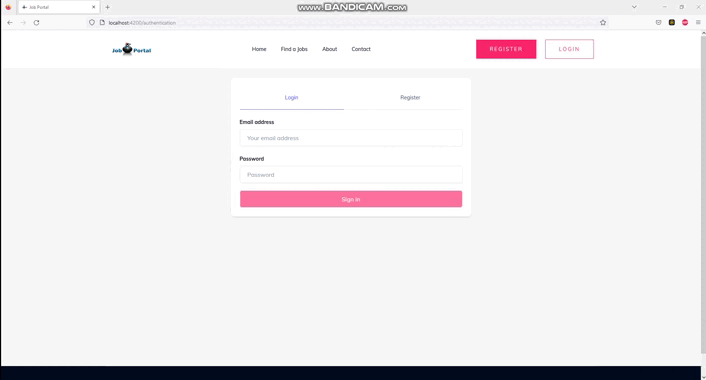 www.BANDICAM.com
Job Portal
localhost:4200/authentication
Job Portal
Home
Find a Jobs
About
Contact
REGISTER
LOGIN
Login
Register
Email address
Your email address
Password
Password
Sign in